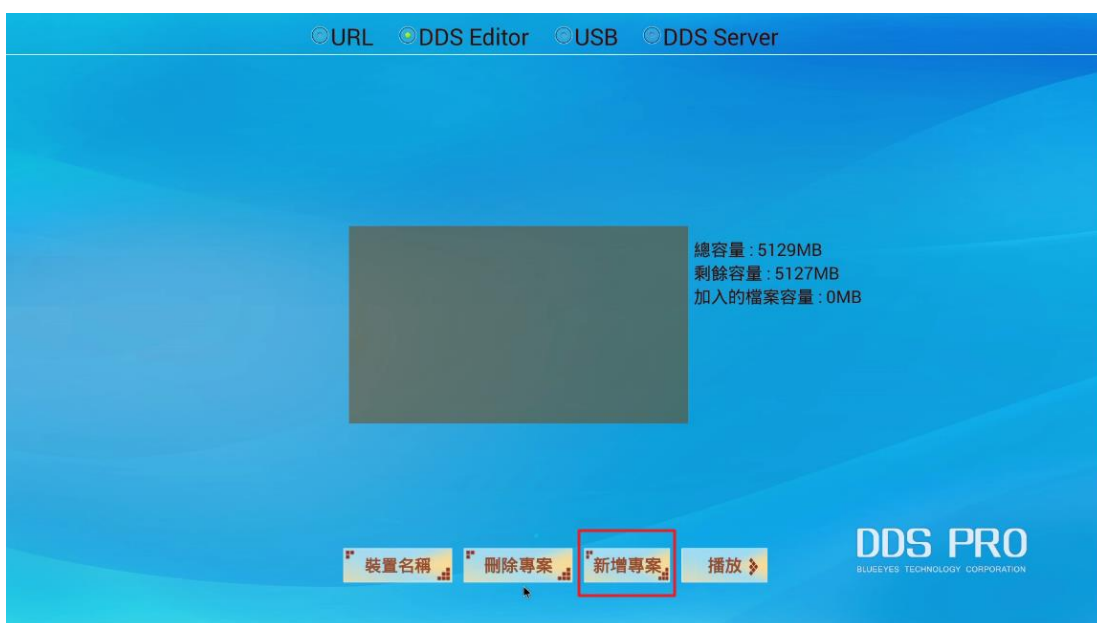 URL DDS Editor USB DDS Server
總容量 : 5129MB
剩餘容量 : 5127MB
加入的檔案容量 : 0MB
裝置名稱 刪除專案 新增專案 播放
DDS PRO
BLUEEYES TECHNOLOGY CORPORATION